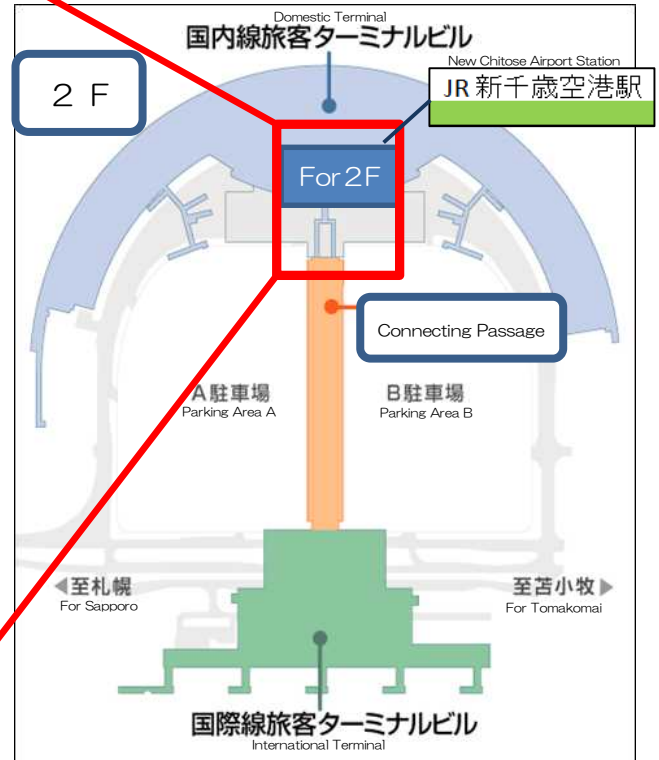 Domestic Terminal
国内線旅客ターミナルビル
２ Ｆ
New Chitose Airport Station
JR 新千歳空港駅
For２F
Connecting Passage
A駐車場
Parking Area A
B駐車場
Parking Area B
◀至札幌
For Sapporo
至苫小牧▶
For Tomakomai
国際線旅客ターミナルビル
International Terminal